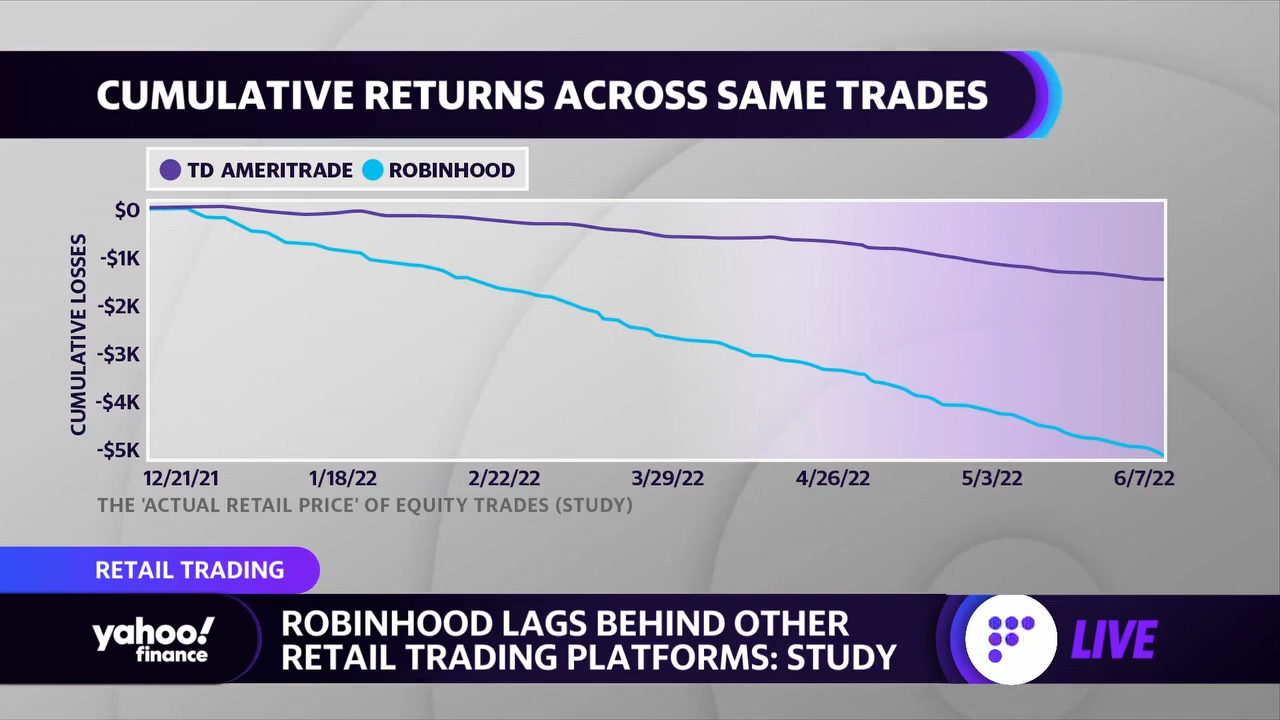 CUMULATIVE RETURNS ACROSS SAME TRADES
TD AMERITRADE ROBINHOOD
CUMULATIVE LOSSES
$0
-$1K
-$2K
-$3K
-$4K
-$5K
12/21/21 1/18/22 2/22/22 3/29/22 4/26/22 5/3/22 6/7/22
THE 'ACTUAL RETAIL PRICE' OF EQUITY TRADES (STUDY)
RETAIL TRADING
yahoo!
finance
ROBINHOOD LAGS BEHIND OTHER
RETAIL TRADING PLATFORMS: STUDY
LIVE